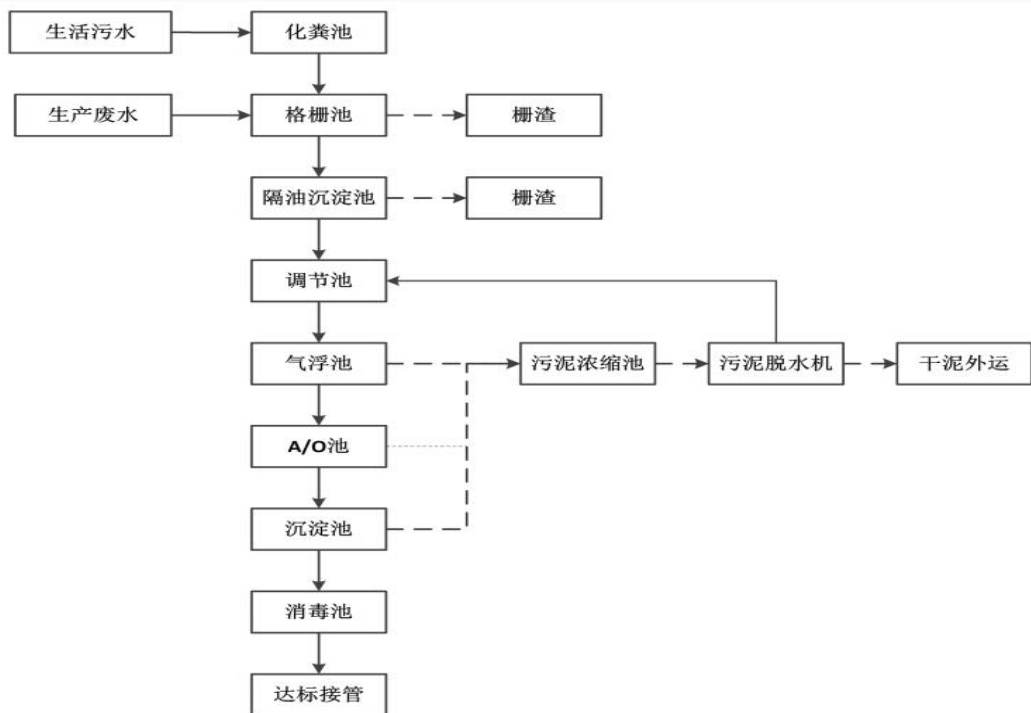 生活污水
化粪池
生产废水
格栅池
栅渣
隔油沉淀池
栅渣
调节池
气浮池
污泥浓缩池
污泥脱水机
干泥外运
A/O池
沉淀池
消毒池
达标接管